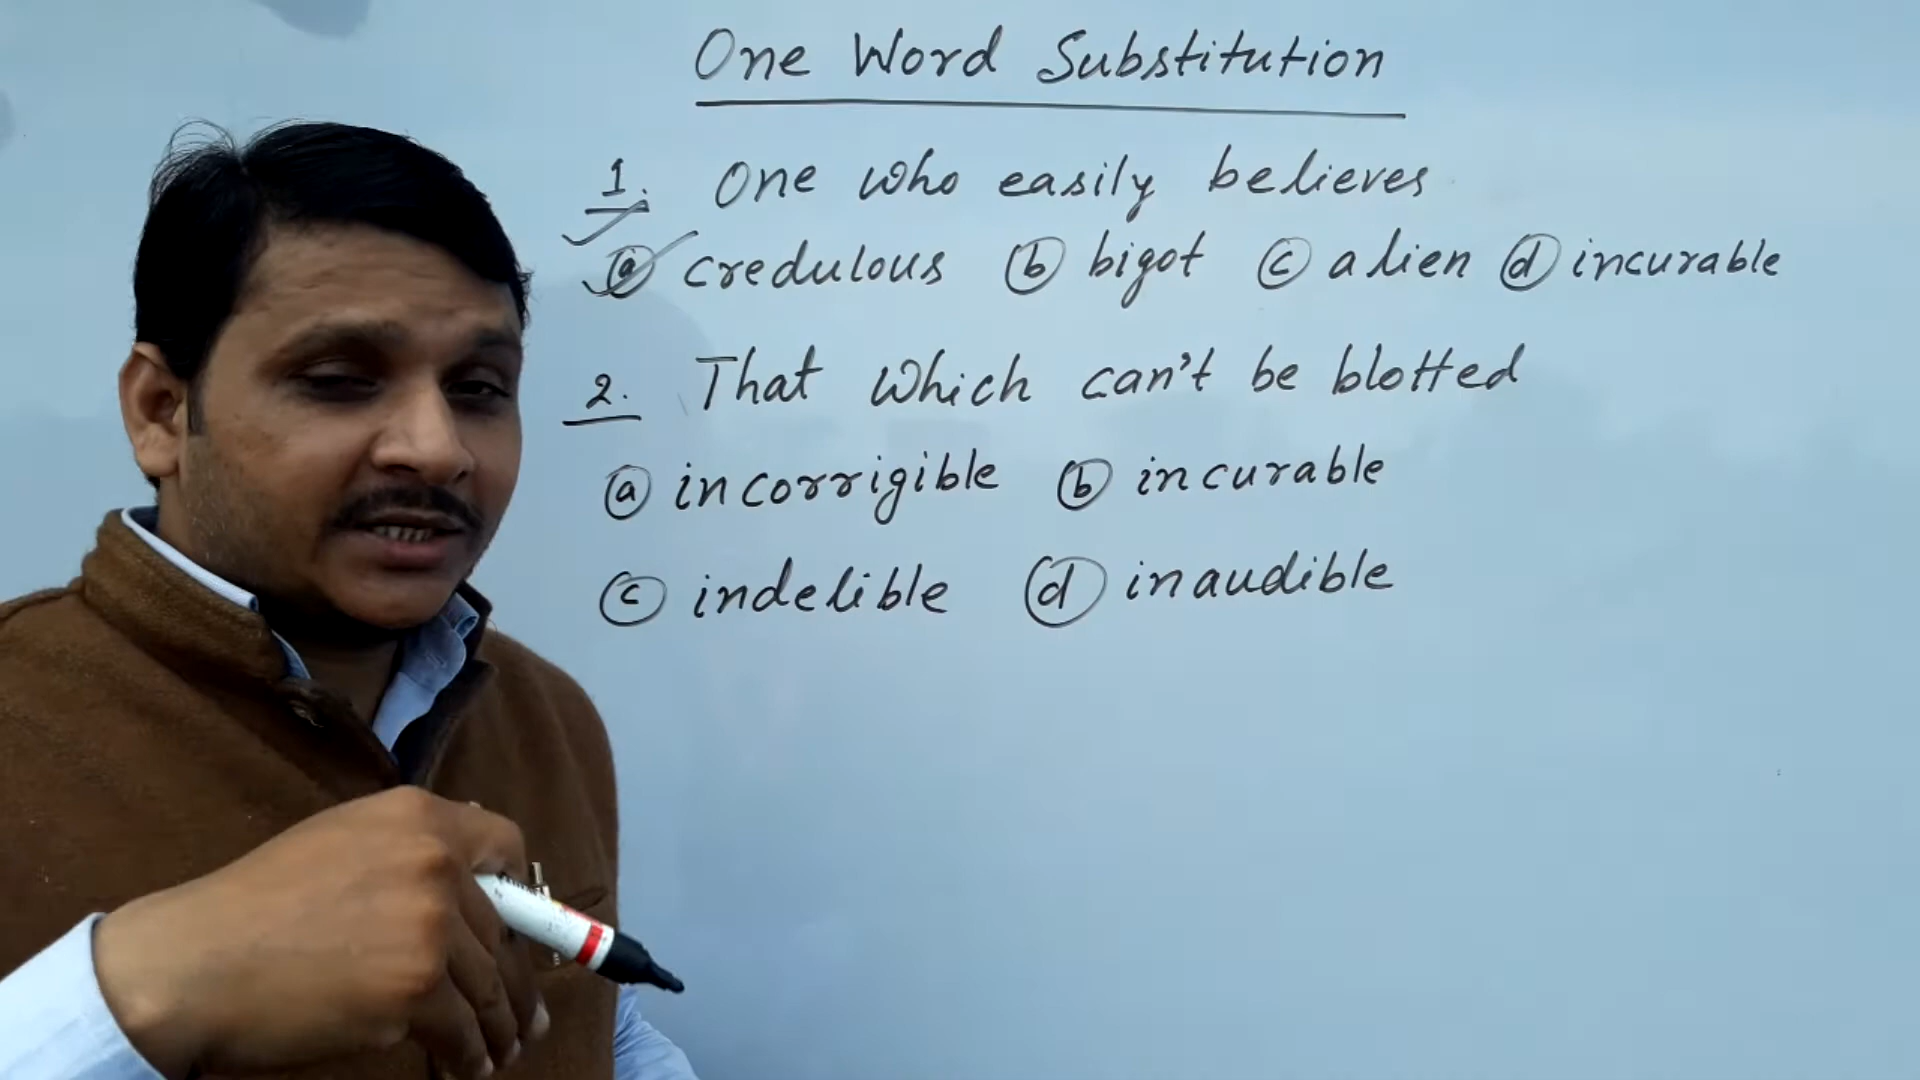 One Word Substitution
1. One who easily believes
(a) credulous (b) bigot (c) alien (d) incurable
2. That which can't be blotted
(a) incorrigible (b) incurable
(c) indelible (d) inaudible